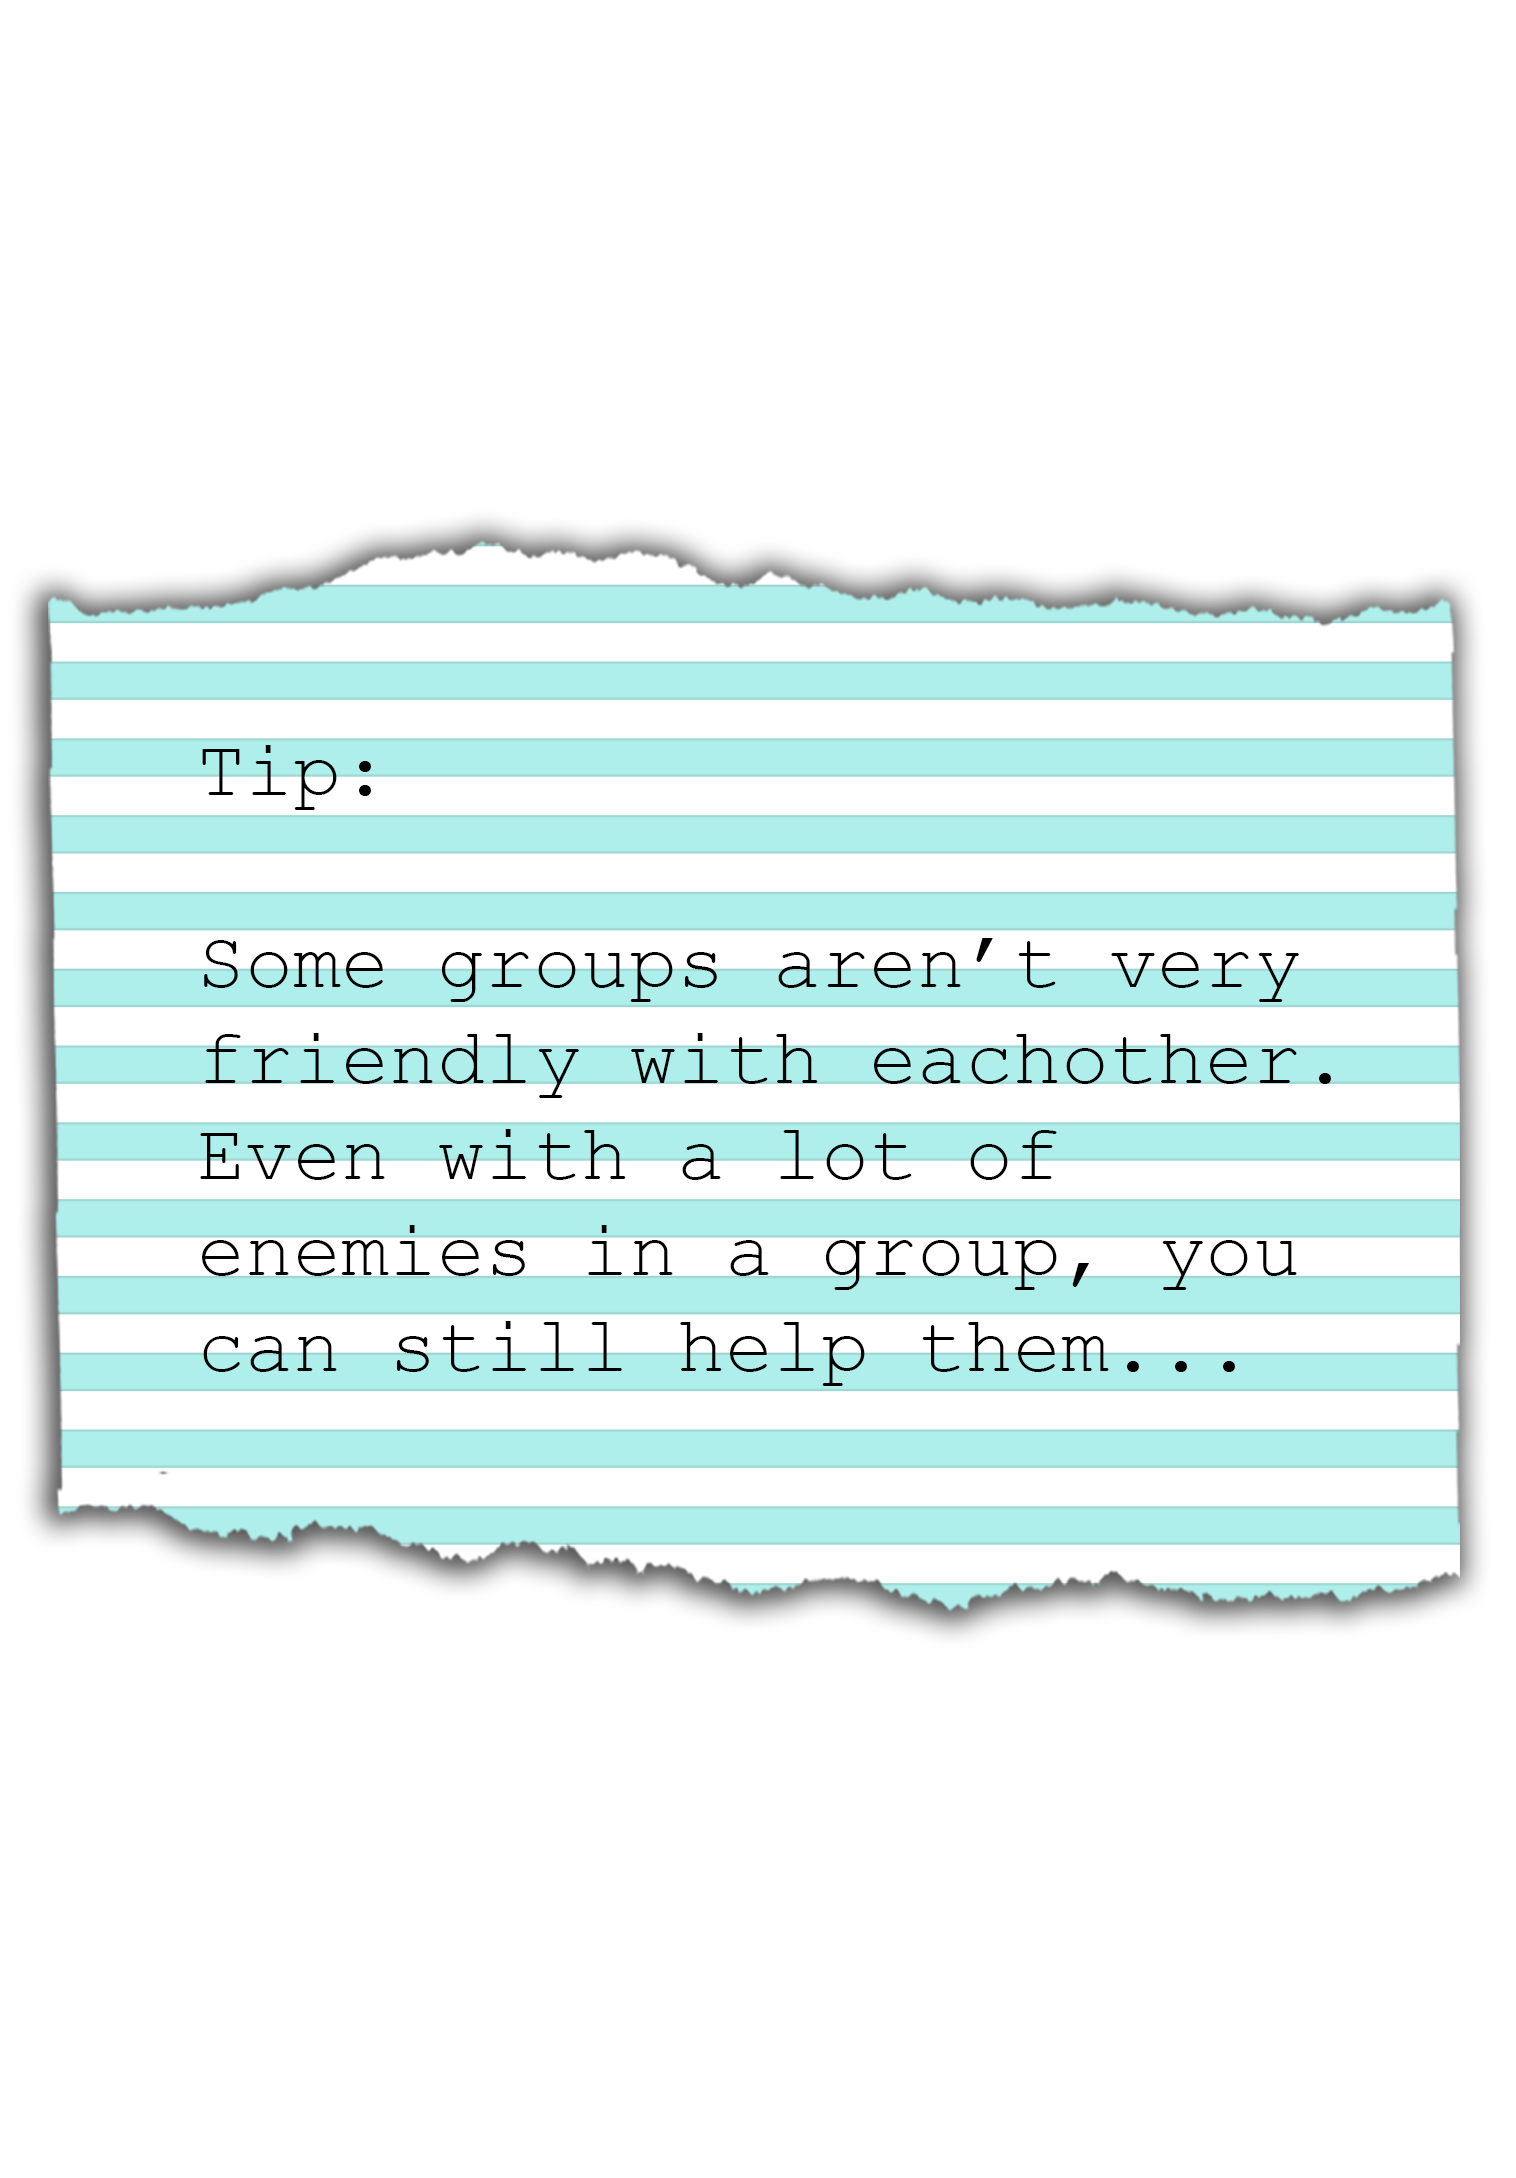 Tip:
Some groups aren’t very
friendly with eachother.
Even with a lot of
enemies in a group, you
can still help them...